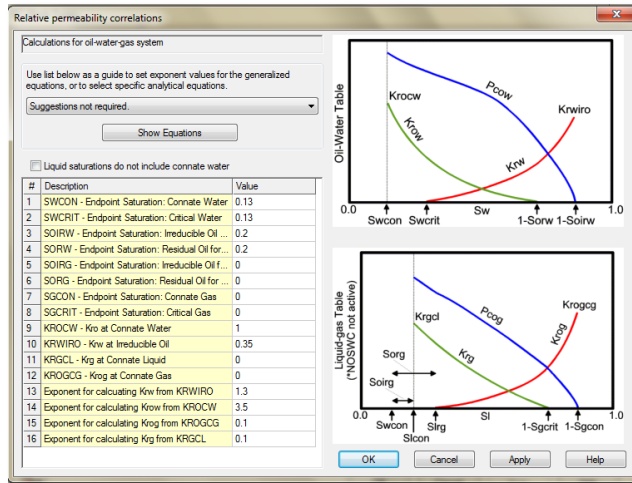 Relative permeability correlations
Calculations for oil-water-gas system
Use list below as a guide to set exponent values for the generalized
equations, or to select specific analytical equations.
Suggestions not required.
Show Equations
Liquid saturations do not include connate water
# Description Value
1 SWCON - Endpoint Saturation: Connate Water 0.13
2 SWCRIT - Endpoint Saturation: Critical Water 0.13
3 SOIRW - Endpoint Saturation: Irreducible Oil ... 0.2
4 SORW - Endpoint Saturation: Residual Oil for ... 0.2
5 SOIRG - Endpoint Saturation: Irreducible Oil f... 0
6 SORG - Endpoint Saturation: Residual Oil for ... 0
7 SGCON - Endpoint Saturation: Connate Gas 0
8 SGCRIT - Endpoint Saturation: Critical Gas 0
9 KROCW - Kro at Connate Water 1
10 KRWIRO - Krw at Irreducible Oil 0.35
11 KRGCL - Krg at Connate Liquid 0
12 KROGCG - Krog at Connate Gas 0
13 Exponent for calcuating Krw from KRWIRO 1.3
14 Exponent for calculating Krow from KROCW 3.5
15 Exponent for calculating Krog from KROGCG 0.1
16 Exponent for calculating Krg from KRGCL 0.1
Oil-Water Table
Krocw
Pcow
Krwiro
Krow
Krw
0.0
Swcon
Swcrit
Sw
1-Sorw
1-Soirw
1.0
Liquid-gas Table
(*NOSWC not active)
Krgcl
Pcog
Krogcg
Sorg
Krg
Krog
Soirg
0.0
Swcon
Slcon
Slrg
Sl
1-Sgcrit
1-Sgcon
1.0
OK
Cancel
Apply
Help